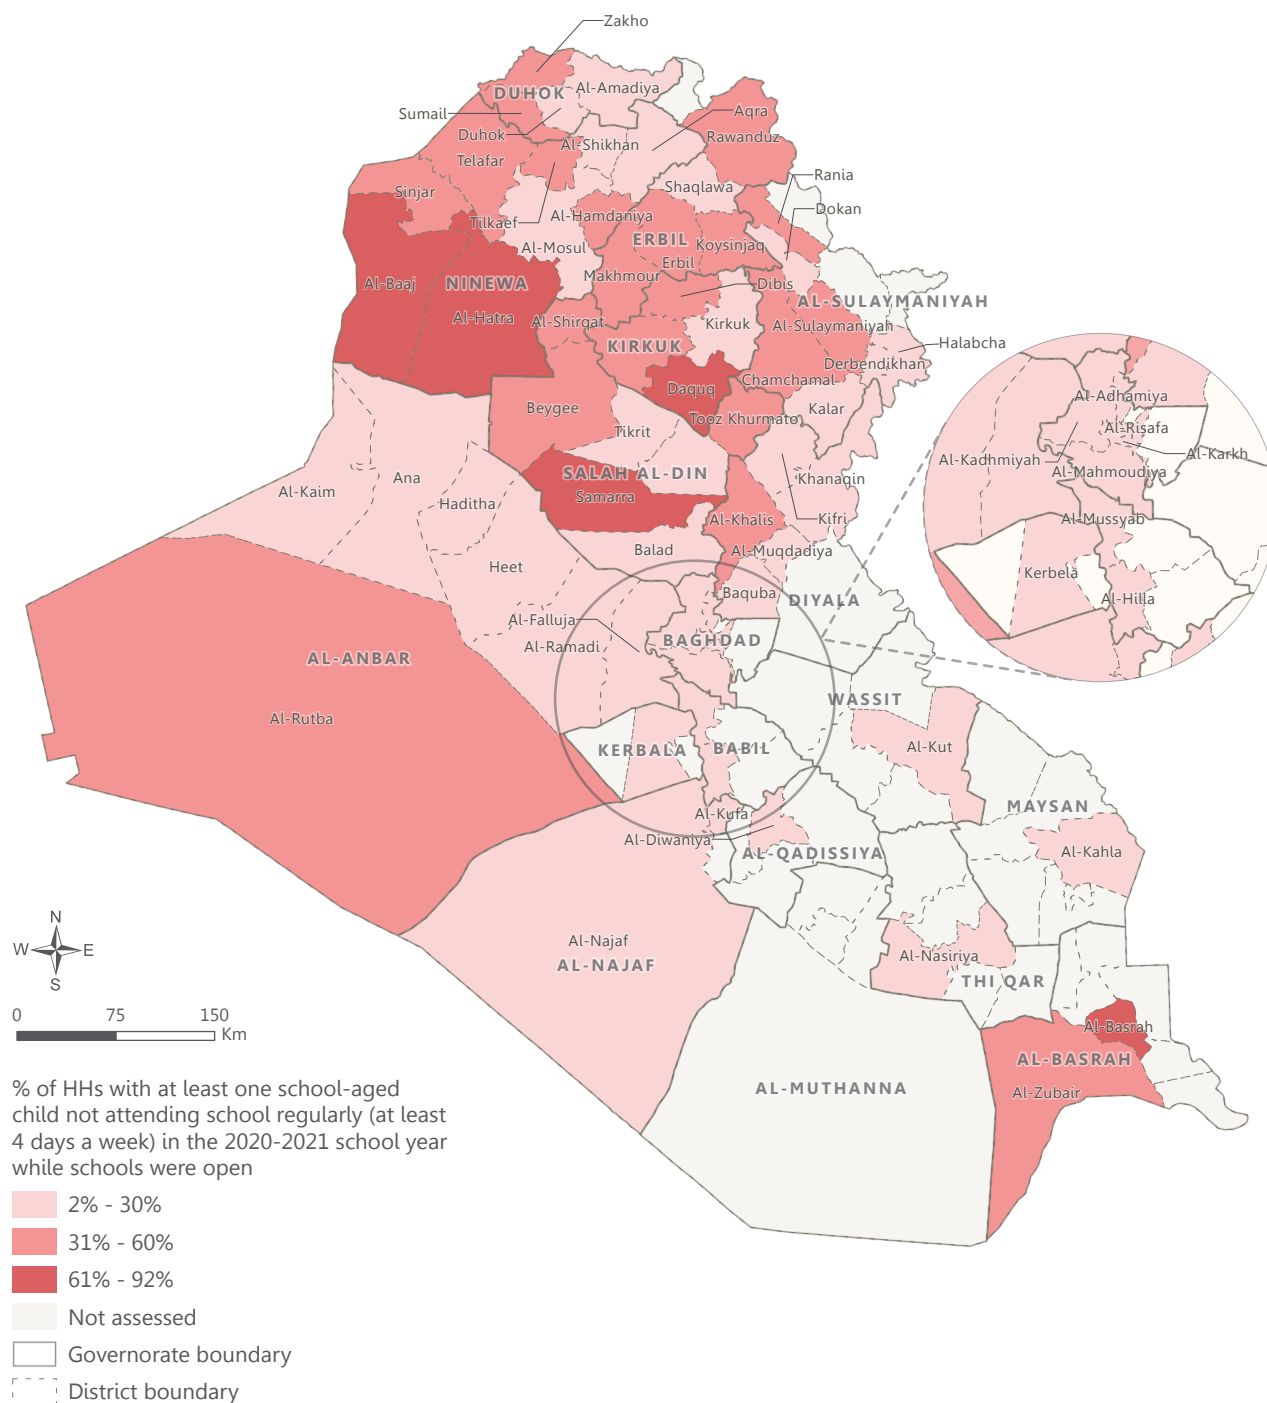 Zakho
DUHOK
Al-Amadiya
Sumail
Aqra
Duhok
Rawanduz
Al-Shikhan
Telafar
Rania
Sinjar
Shaqlawa
Dokan
Tilkaef
Al-Hamdaniya
ERBIL
Koysinjaq
Al-Mosul
Erbil
Makhmour
Al-Baaj
NINEWA
Dibis
AL-SULAYMANIYAH
Al-Hatra
Al-Shirqat
Kirkuk
Al-Sulaymaniyah
KIRKUK
Halabcha
Derbendikhan
Daquq
Chamchamal
Beygee
Tooz Khurmato
Kalar
Tikrit
Al-Adhamiya
Al-Risafa
Al-Karkh
Al-Kadhmiyah
Al-Mahmoudiya
Al-Mussyab
Kerbela
Al-Hilla
SALAH AL-DIN
Khanaqin
Ana
Al-Kaim
Samarra
Haditha
Al-Khalis
Kifri
Balad
Al-Muqdadiya
Heet
Baquba
DIYALA
Al-Falluja
Al-Ramadi
BAGHDAD
AL-ANBAR
WASSIT
Al-Rutba
KERBALA
BABIL
Al-Kut
MAYSAN
Al-Kufa
Al-Diwaniya
AL-QADISSIYA
Al-Kahla
Al-Najaf
AL-NAJAF
Al-Nasiriya
THI QAR
Al-Basrah
AL-BASRAH
AL-MUTHANNA
Al-Zubair
N
W E
S
0 75 150
Km
% of HHs with at least one school-aged
child not attending school regularly (at least
4 days a week) in the 2020-2021 school year
while schools were open
2% - 30%
31% - 60%
61% - 92%
Not assessed
Governorate boundary
District boundary